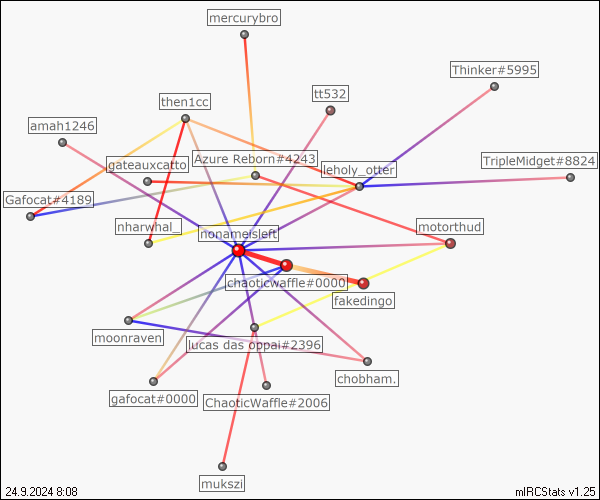 mercurybro
Thinker#5995
tt532
then1cc
amah1246
Azure Reborn#4243
gateauxcatto
leholy_otter
TripleMidget#8824
Gafocat#4189
nharwhal_
nonameisleft
motorthud
chaoticwaffle#0000
fakedingo
moonraven
lucas das oppai#2396
chobham.
gafocat#0000
ChaoticWaffle#2006
mukszi
24.9.2024 8:08
mIRCStats v1.25